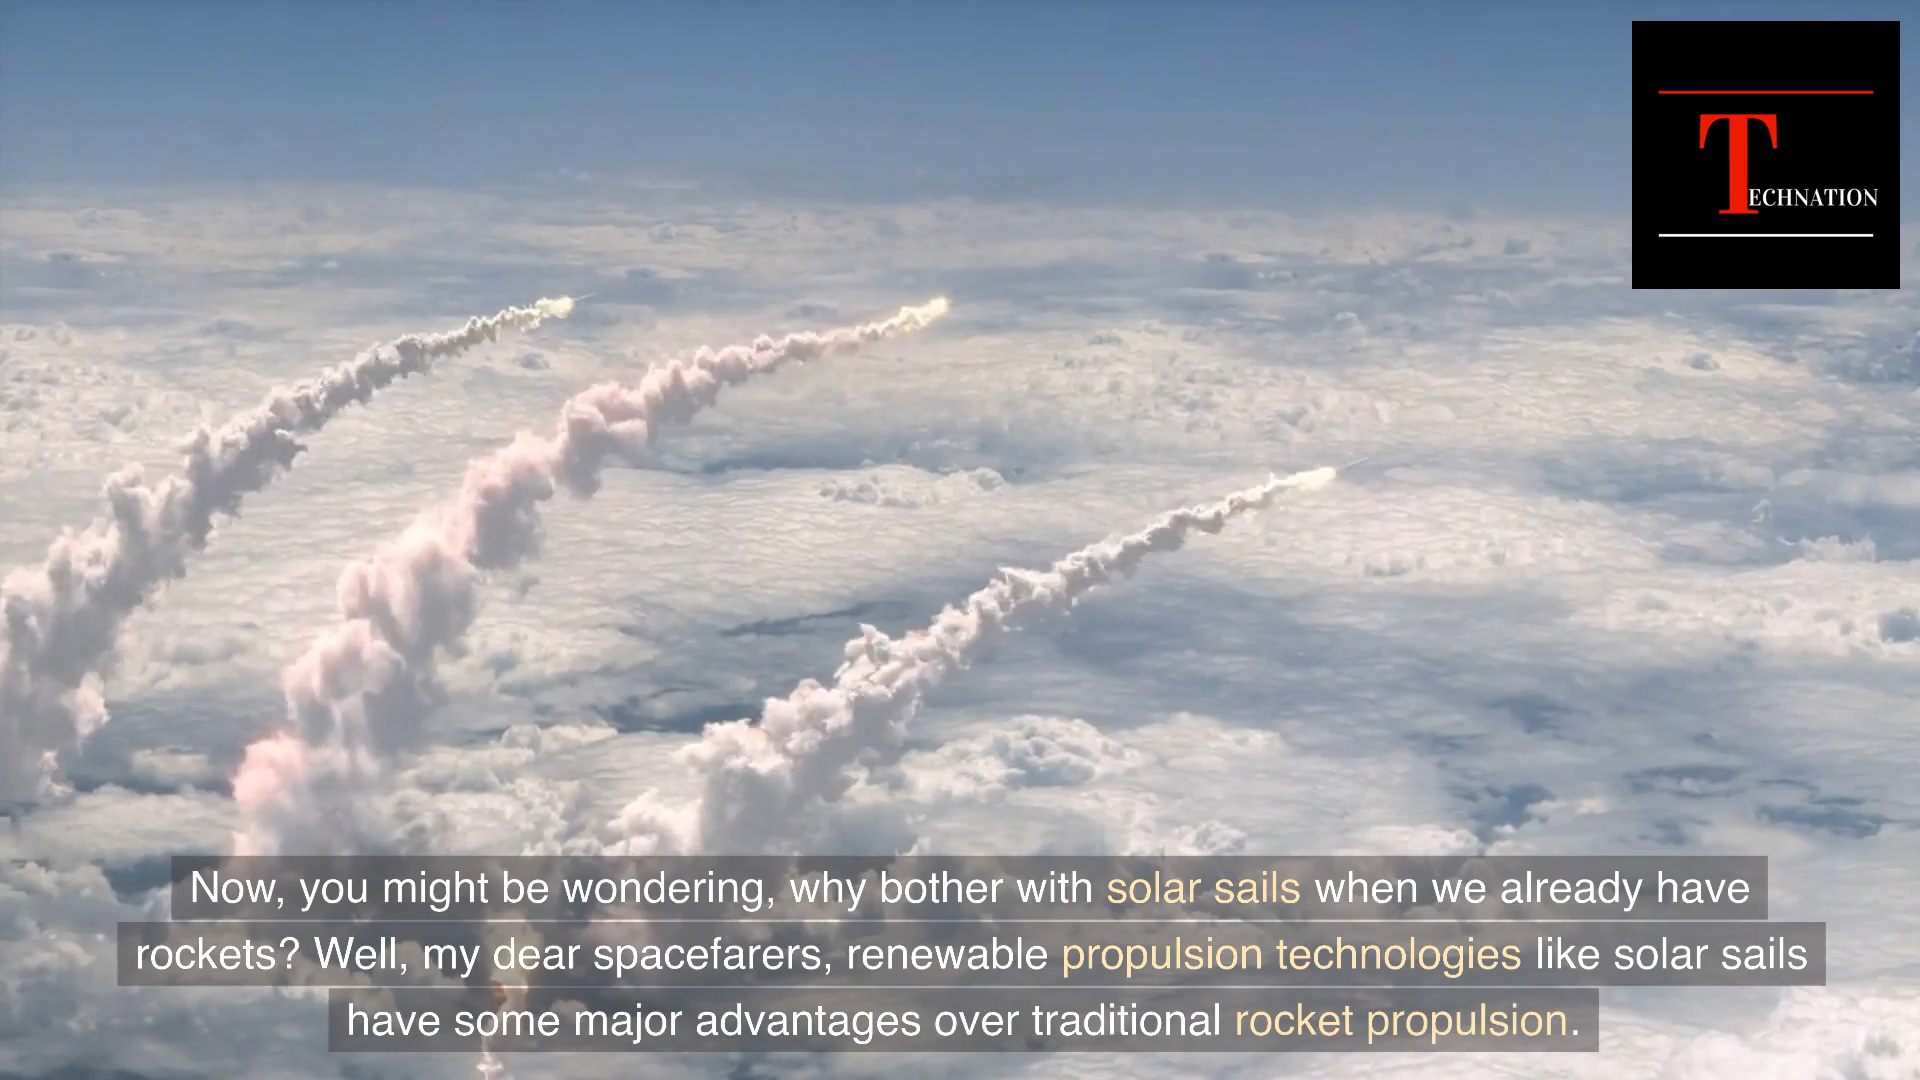 TECHNATION
Now, you might be wondering, why bother with solar sails when we already have
rockets? Well, my dear spacefarers, renewable propulsion technologies like solar sails
have some major advantages over traditional rocket propulsion.